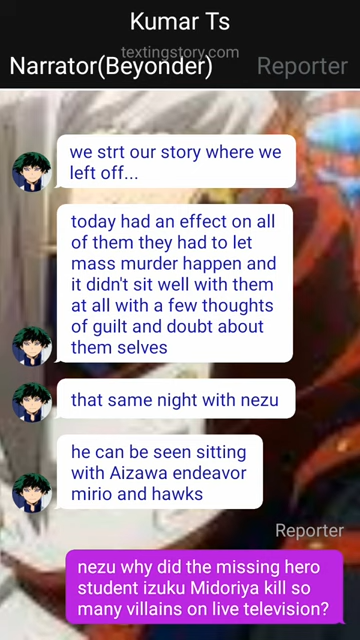 Kumar Ts
textingstory.com
Narrator(Beyonder) Reporter
we strt our story where we
left off...
today had an effect on all
of them they had to let
mass murder happen and
it didn't sit well with them
at all with a few thoughts
of guilt and doubt about
them selves
that same night with nezu
he can be seen sitting
with Aizawa endeavor
mirio and hawks
Reporter
nezu why did the missing hero
student izuku Midoriya kill so
many villains on live television?